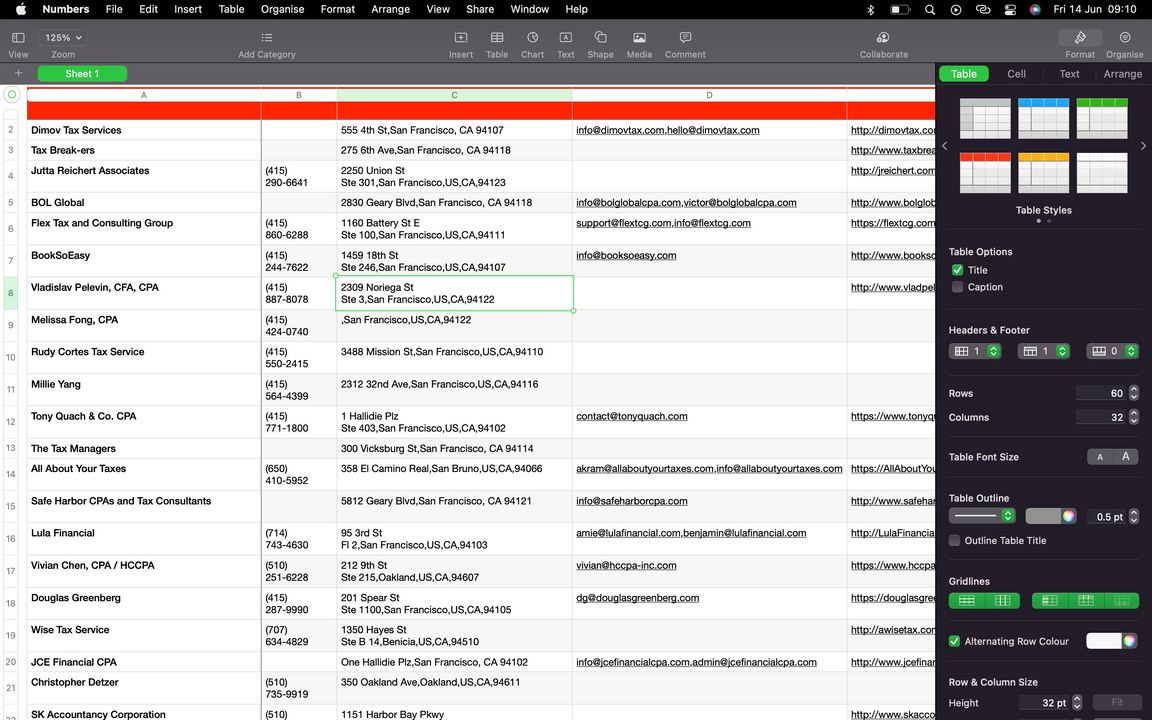 Numbers File Edit Insert Table Organise Format Arrange View Share Window Help Fri 14 Jun 09:10
125%
View Zoom Add Category Insert Table Chart Text Shape Media Comment Collaborate Format Organise
Sheet 1
Table Cell Text Arrange
A B C D
2 Dimov Tax Services 555 4th St,San Francisco, CA 94107 info@dimovtax.com,hello@dimovtax.com http://dimovtax.com
3 Tax Break-ers 275 6th Ave,San Francisco, CA 94118 http://www.taxbrea
4 Jutta Reichert Associates (415) 2250 Union St http://jreichert.com
290-6641 Ste 301,San Francisco,US,CA,94123
5 BOL Global 2830 Geary Blvd,San Francisco, CA 94118 info@bolglobalcpa.com,victor@bolglobalcpa.com http://www.bolglob
6 Flex Tax and Consulting Group (415) 1160 Battery St E support@flextcg.com,info@flextcg.com https://flextcg.com
860-6288 Ste 100,San Francisco,US,CA,94111
7 BookSoEasy (415) 1459 18th St info@booksoeasy.com http://www.booksc
244-7622 Ste 246,San Francisco,US,CA,94107
8 Vladislav Pelevin, CFA, CPA (415) 2309 Noriega St http://www.vladpel
887-8078 Ste 3,San Francisco,US,CA,94122
9 Melissa Fong, CPA (415) ,San Francisco,US,CA,94122
424-0740
10 Rudy Cortes Tax Service (415) 3488 Mission St,San Francisco,US,CA,94110
550-2415
11 Millie Yang (415) 2312 32nd Ave,San Francisco,US,CA,94116
564-4399
12 Tony Quach & Co. CPA (415) 1 Hallidie Plz contact@tonyquach.com https://www.tonyq
771-1800 Ste 403,San Francisco,US,CA,94102
13 The Tax Managers 300 Vicksburg St,San Francisco, CA 94114
14 All About Your Taxes (650) 358 El Camino Real,San Bruno,US,CA,94066 akram@allaboutyourtaxes.com,info@allaboutyourtaxes.com https://AllAboutYou
410-5952
15 Safe Harbor CPAs and Tax Consultants 5812 Geary Blvd,San Francisco, CA 94121 info@safeharborcpa.com http://www.safehar
16 Lula Financial (714) 95 3rd St amie@lulafinancial.com,benjamin@lulafinancial.com http://LulaFinancia
743-4630 Fl 2,San Francisco,US,CA,94103
17 Vivian Chen, CPA / HCCPA (510) 212 9th St vivian@hccpa-inc.com https://www.hccpa
251-6228 Ste 215,Oakland,US,CA,94607
18 Douglas Greenberg (415) 201 Spear St dg@douglasgreenberg.com https://douglasgree
287-9990 Ste 1100,San Francisco,US,CA,94105
19 Wise Tax Service (707) 1350 Hayes St http://awisetax.com
634-4829 Ste B 14,Benicia,US,CA,94510
20 JCE Financial CPA One Hallidie Plz,San Francisco, CA 94102 info@jcefinancialcpa.com,admin@jcefinancialcpa.com http://www.jcefinan
21 Christopher Detzer (510) 350 Oakland Ave,Oakland,US,CA,94611
735-9919
SK Accountancy Corporation (510) 1151 Harbor Bay Pkwy http://www.skacco
Table Styles
Table Options
Title
Caption
Headers & Footer
1 1 0
Rows 60
Columns 32
Table Font Size A A
Table Outline
0.5 pt
Outline Table Title
Gridlines
Alternating Row Colour
Row & Column Size
Height 32 pt Fit